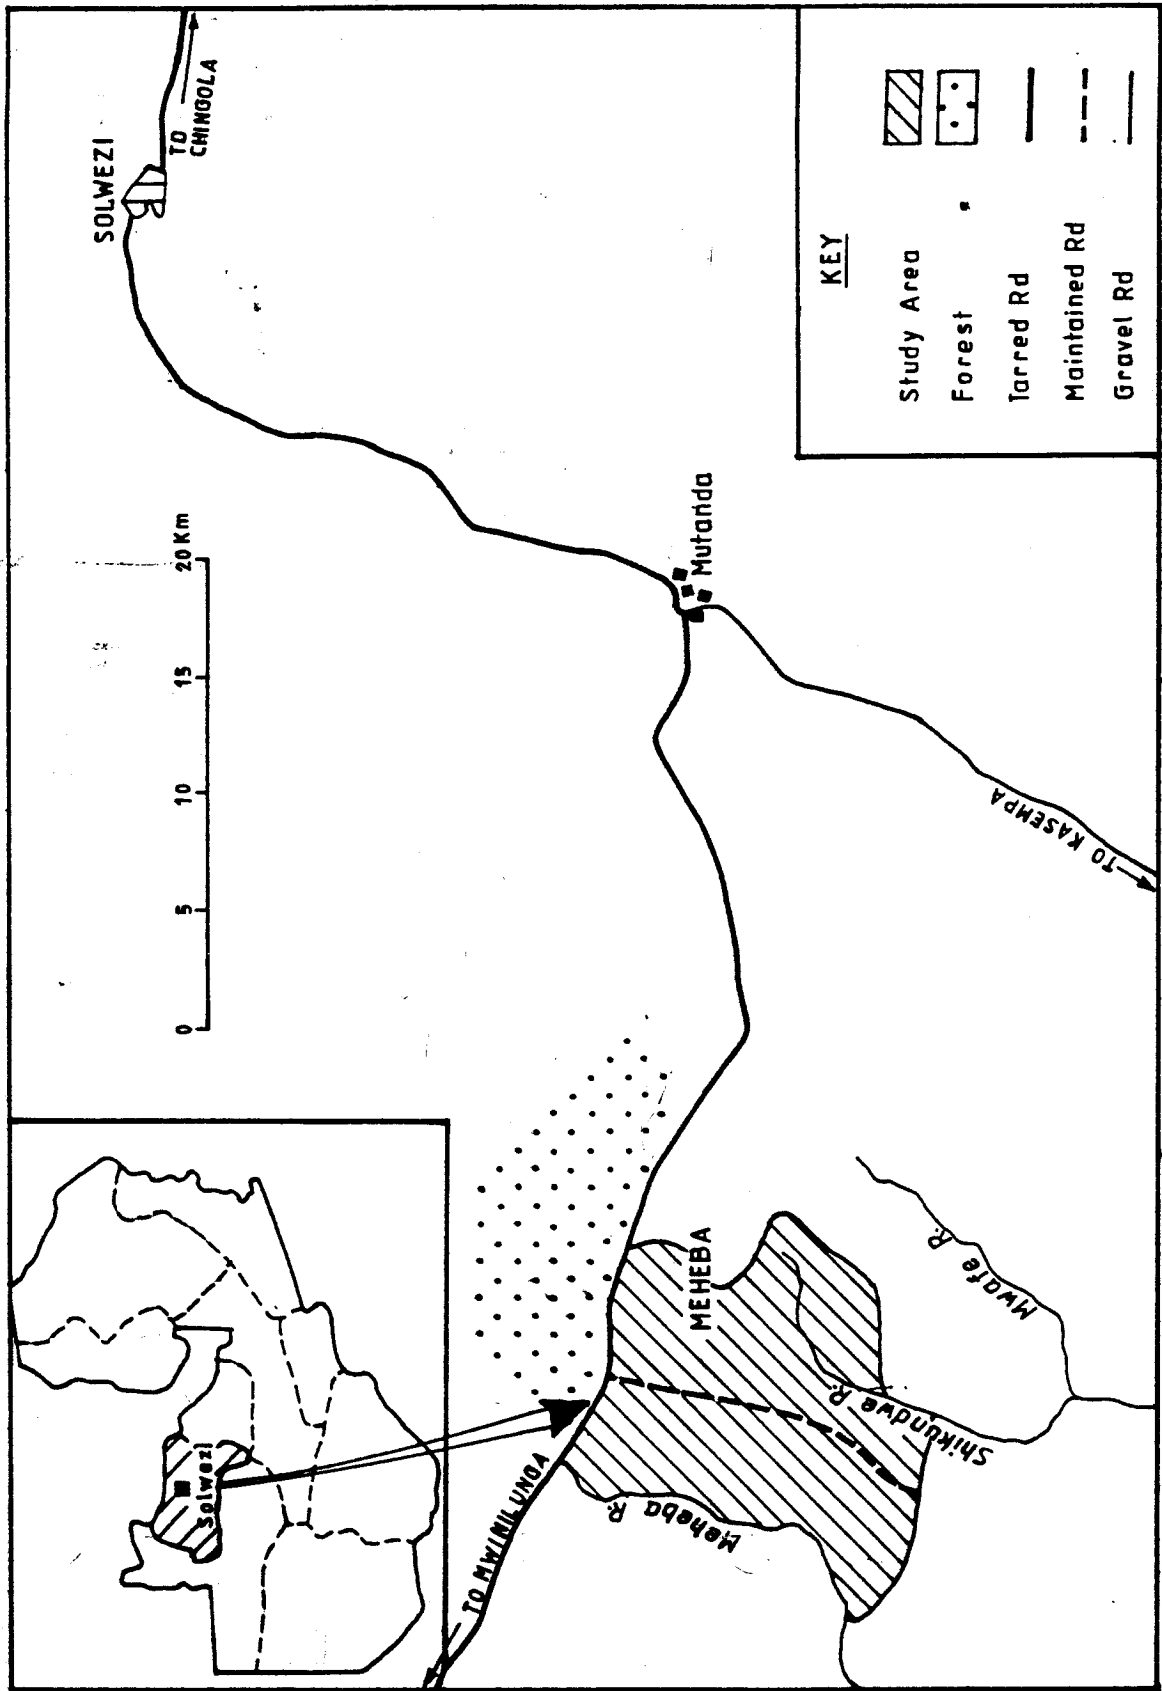 Solwezi
SOLWEZI
TO
CHINGOLA
0 5 10 15 20 Km
Mutanda
TO KASEMPA
TO MWINILUNGA
MEHEBA
Meheba R.
Shikundwe R.
Mwafe R.
KEY
Study Area
Forest
Tarred Rd
Maintained Rd
Gravel Rd